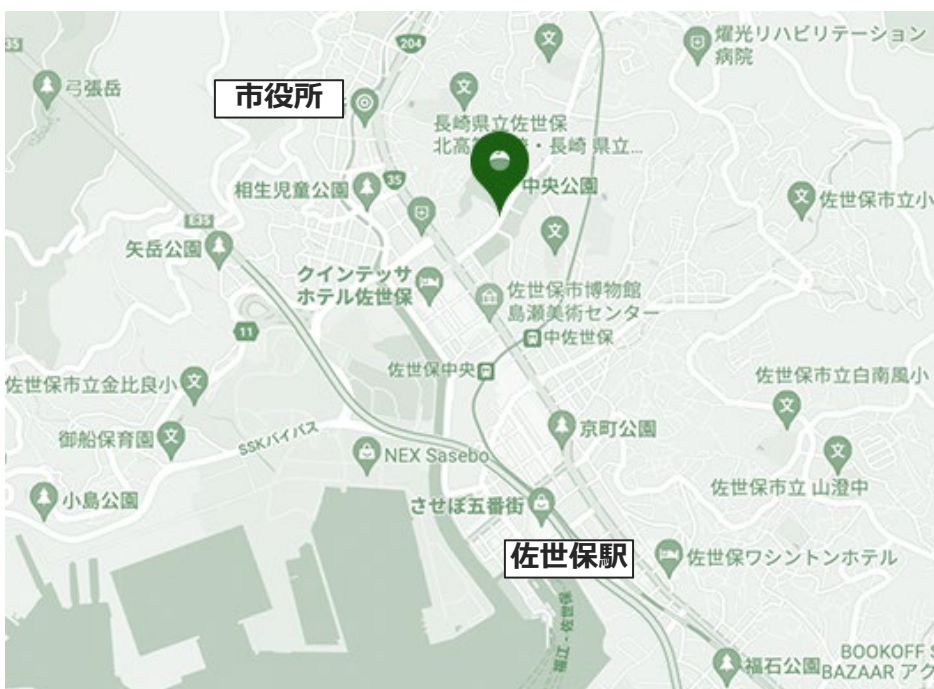 35
204
燿光リハビリテーション
病院
弓張岳
市役所
長崎県立佐世保
北高
・長崎 県立...
相生児童公園
35
中央公園
佐世保市立小
E35
矢岳公園
クインテッサ
ホテル佐世保
佐世保市博物館
島瀬美術センター
11
中佐世保
佐世保中央
佐世保市立金比良小
佐世保市立白南風小
御船保育園
SSKバイパス
京町公園
NEX Sasebo
小島公園
させぼ五番街
佐世保市立 山澄中
佐世保駅
佐世保ワシントンホテル
福江・佐世保
福石公園
BOOKOFF S
BAZAAR アク